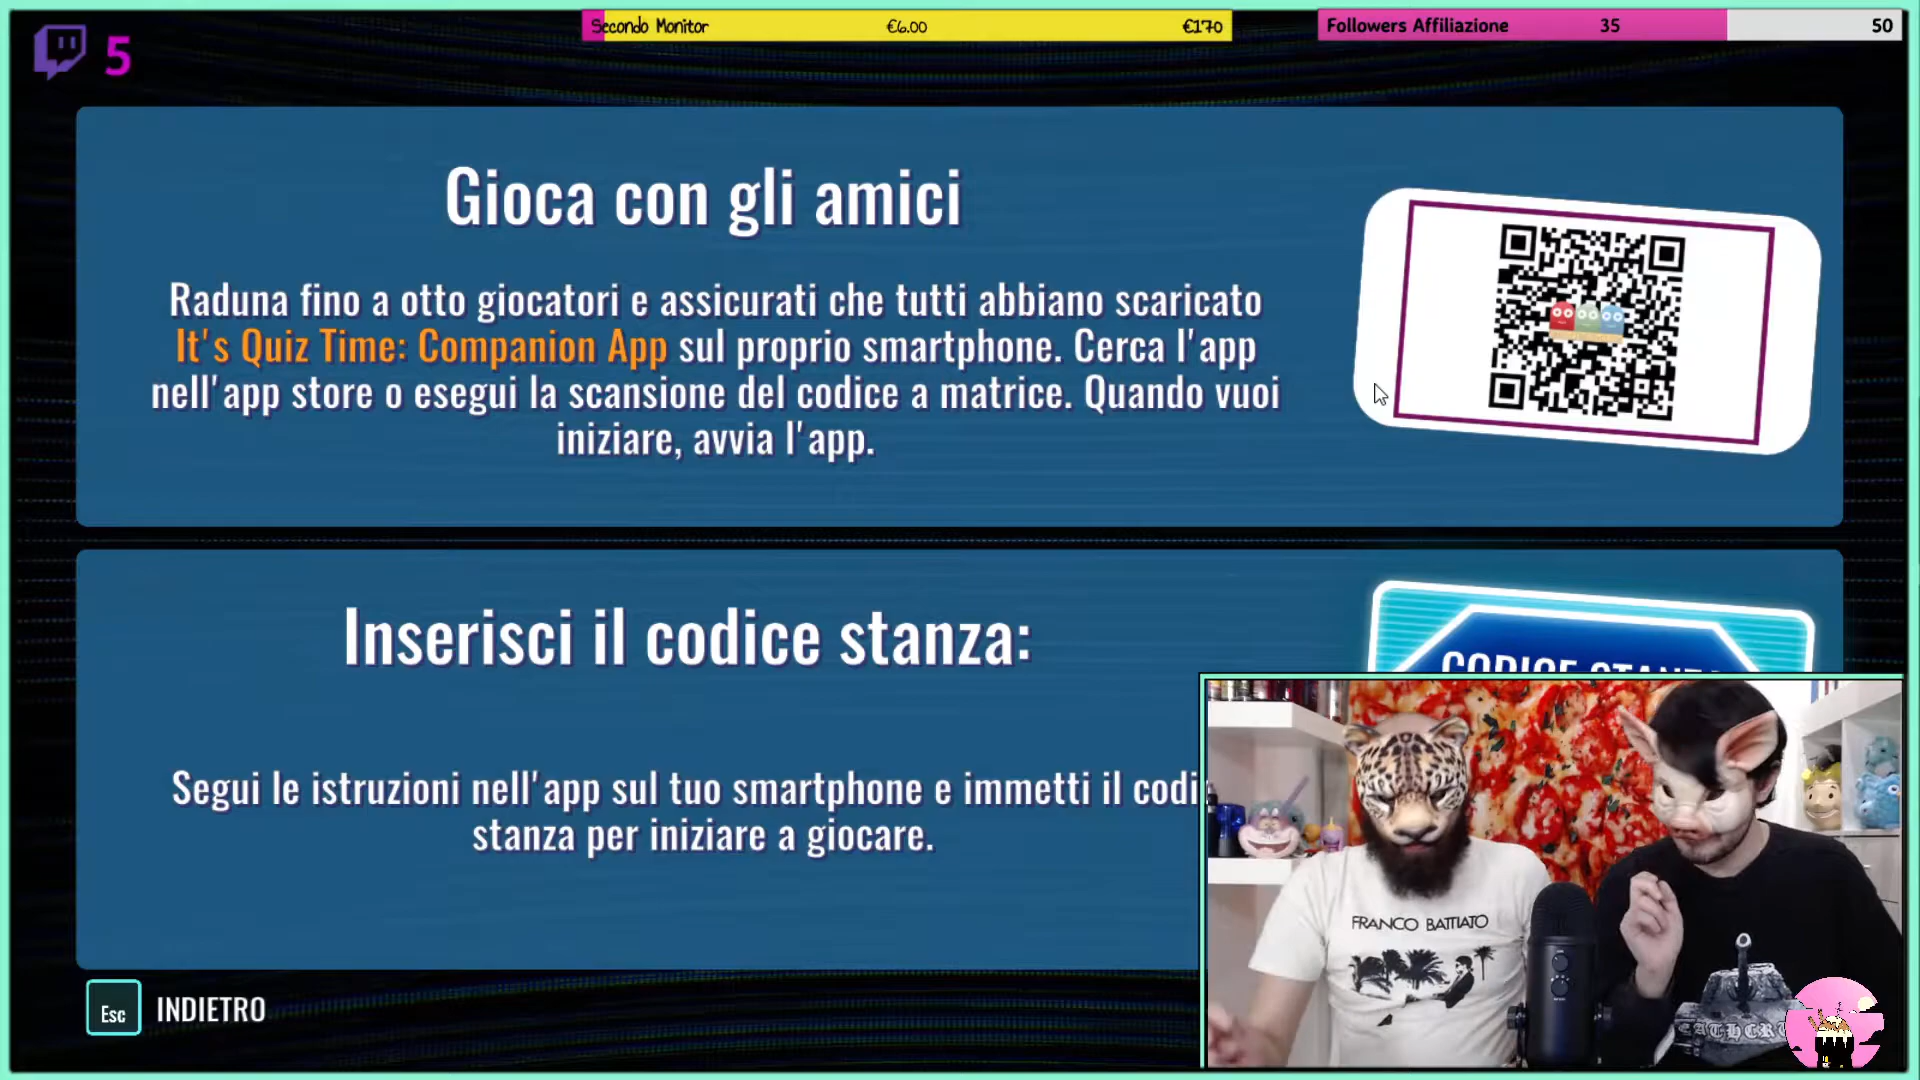 5
Secondo Monitor €6.00 €170
Followers Affiliazione 35 50
Gioca con gli amici
Raduna fino a otto giocatori e assicurati che tutti abbiano scaricato
It's Quiz Time: Companion App sul proprio smartphone. Cerca l'app
nell'app store o esegui la scansione del codice a matrice. Quando vuoi
iniziare, avvia l'app.
Inserisci il codice stanza:
CODICE
Segui le istruzioni nell'app sul tuo smartphone e immetti il
stanza per iniziare a giocare.
FRANCO BATTIATO
Esc INDIETRO